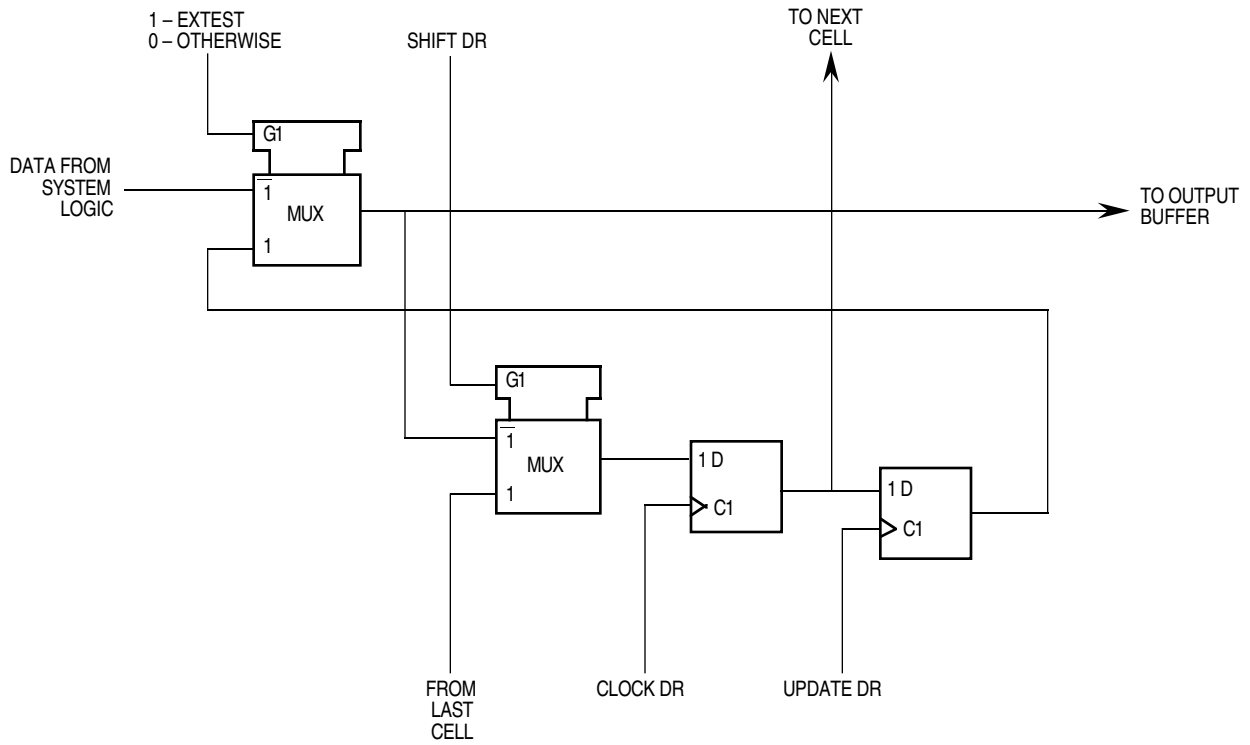 1 – EXTEST
0 – OTHERWISE
SHIFT DR
TO NEXT
CELL
G1
DATA FROM
SYSTEM
LOGIC
1
MUX
1
TO OUTPUT
BUFFER
G1
1
MUX
1
1 D
C1
1 D
C1
FROM
LAST
CELL
CLOCK DR
UPDATE DR